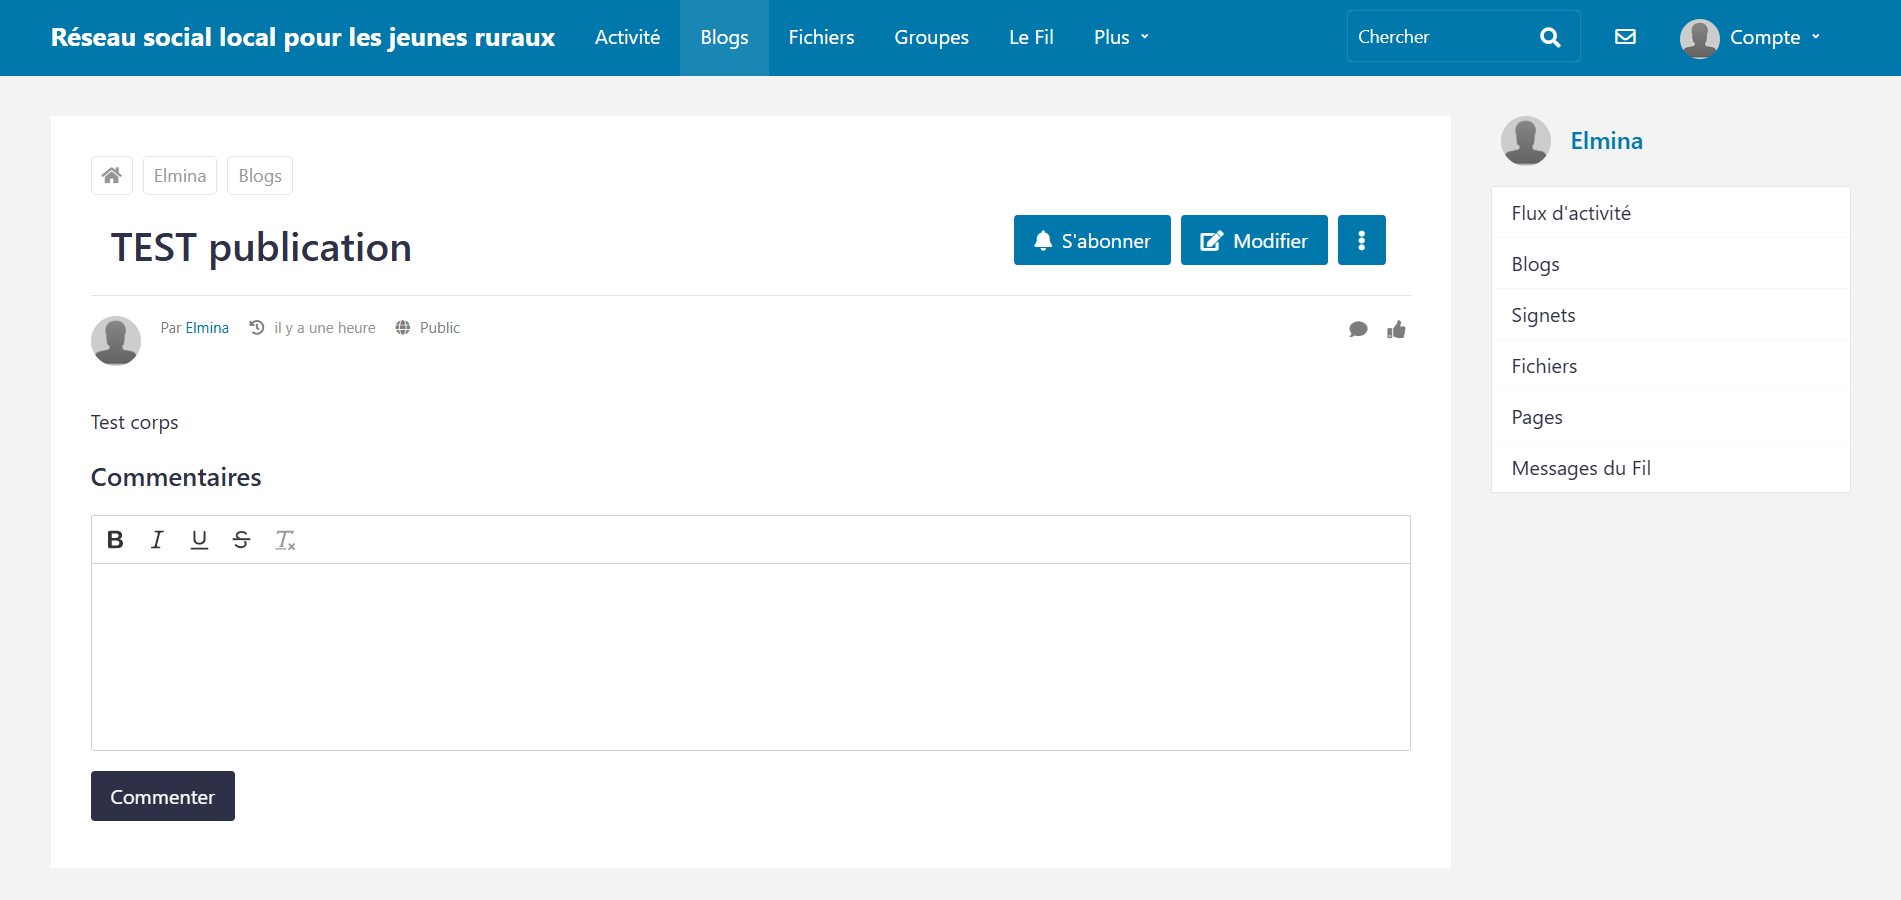 Réseau social local pour les jeunes ruraux Activité Blogs Fichiers Groupes Le Fil Plus Chercher Compte
Elmina
Elmina Blogs
Flux d'activité
TEST publication S'abonner Modifier
Blogs
Signets
Par Elmina il y a une heure Public
Fichiers
Pages
Test corps
Messages du Fil
Commentaires
B I U S Tx
Commenter